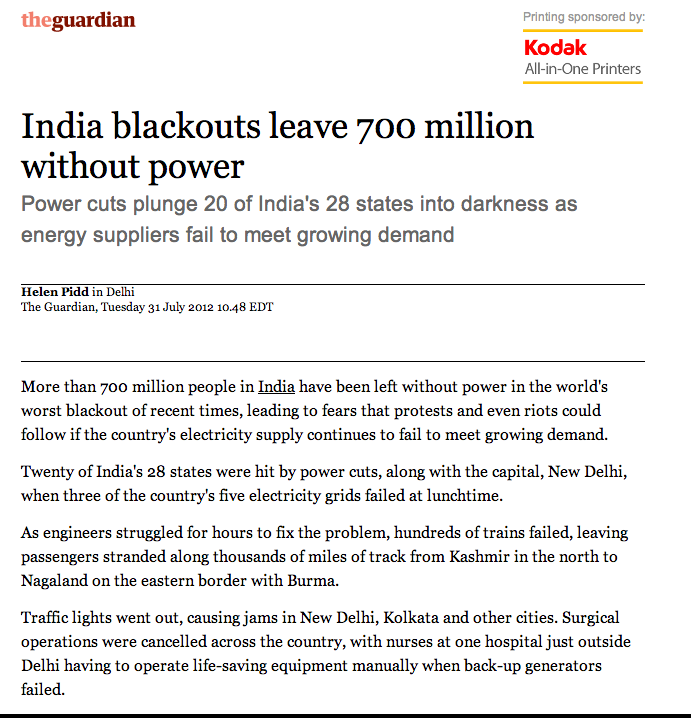 theguardian
Printing sponsored by:
Kodak
All-in-One Printers
India blackouts leave 700 million
without power
Power cuts plunge 20 of India's 28 states into darkness as
energy suppliers fail to meet growing demand
Helen Pidd in Delhi
The Guardian, Tuesday 31 July 2012 10.48 EDT
More than 700 million people in India have been left without power in the world's
worst blackout of recent times, leading to fears that protests and even riots could
follow if the country's electricity supply continues to fail to meet growing demand.
Twenty of India's 28 states were hit by power cuts, along with the capital, New Delhi,
when three of the country's five electricity grids failed at lunchtime.
As engineers struggled for hours to fix the problem, hundreds of trains failed, leaving
passengers stranded along thousands of miles of track from Kashmir in the north to
Nagaland on the eastern border with Burma.
Traffic lights went out, causing jams in New Delhi, Kolkata and other cities. Surgical
operations were cancelled across the country, with nurses at one hospital just outside
Delhi having to operate life-saving equipment manually when back-up generators
failed.